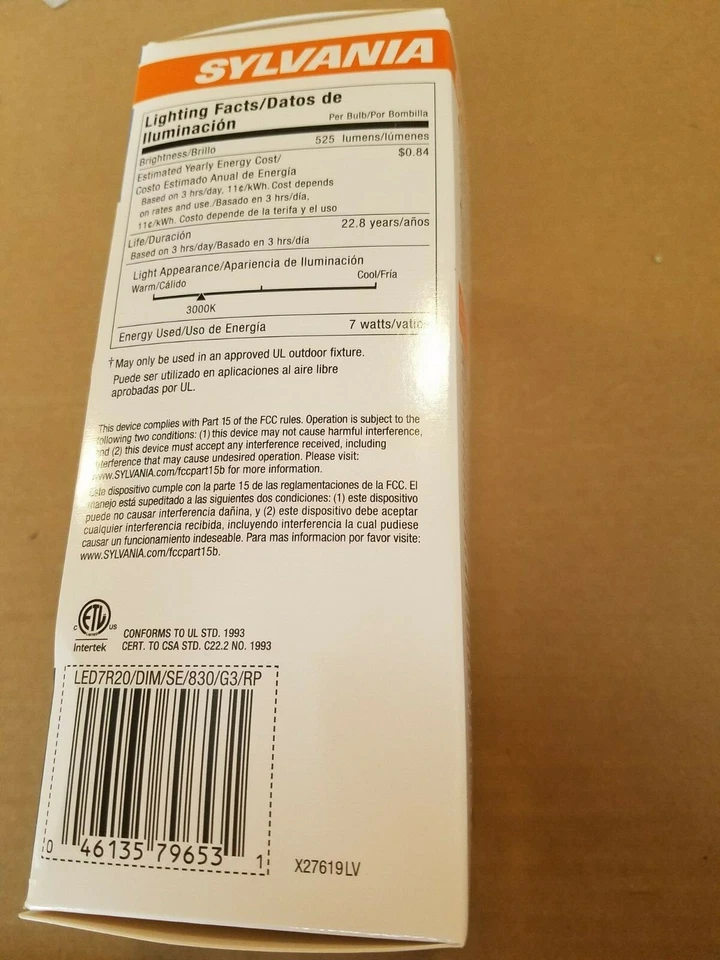 SYLVANIA
Lighting Facts/Datos de
Iluminación
Per Bulb/Por Bombilla
Brightness/Brillo 525 lumens/lúmenes
Estimated Yearly Energy Cost/ $0.84
Costo Estimado Anual de Energía
Based on 3 hrs/day, 11¢/kWh. Cost depends
on rates and use./Basado en 3 hrs/día,
11¢/kWh. Costo depende de la terifa y el uso
Life/Duración 22.8 years/años
Based on 3 hrs/day/Basado en 3 hrs/día
Light Appearance/Apariencia de Iluminación
Warm/Cálido Cool/Fría
3000K
Energy Used/Uso de Energía 7 watts/vatio
†May only be used in an approved UL outdoor fixture.
Puede ser utilizado en aplicaciones al aire libre
aprobadas por UL.
This device complies with Part 15 of the FCC rules. Operation is subject to the
following two conditions: (1) this device may not cause harmful interference,
and (2) this device must accept any interference received, including
interference that may cause undesired operation. Please visit:
www.SYLVANIA.com/fccpart15b for more information.
Este dispositivo cumple con la parte 15 de las reglamentaciones de la FCC. El
manejo está supeditado a las siguientes dos condiciones: (1) este dispositivo
puede no causar interferencia dañina, y (2) este dispositivo debe aceptar
cualquier interferencia recibida, incluyendo interferencia la cual pudiese
causar un funcionamiento indeseable. Para mas informacion por favor visite:
www.SYLVANIA.com/fccpart15b.
C ETL US
Intertek
CONFORMS TO UL STD. 1993
CERT. TO CSA STD. C22.2 NO. 1993
LED7R20/DIM/SE/830/G3/RP
0 46135 79653 1
X27619LV